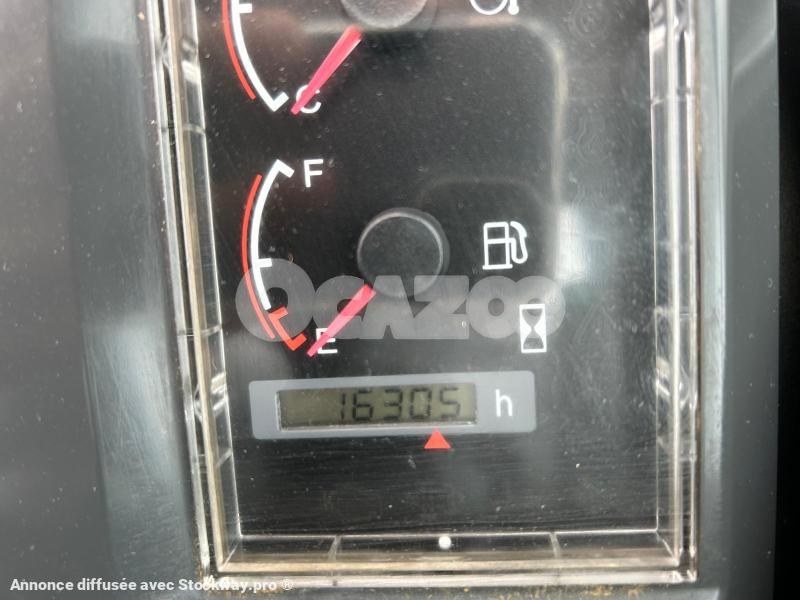 C
F
OCAZOO
E
16305 h
Annonce diffusée avec Stockway.pro ®